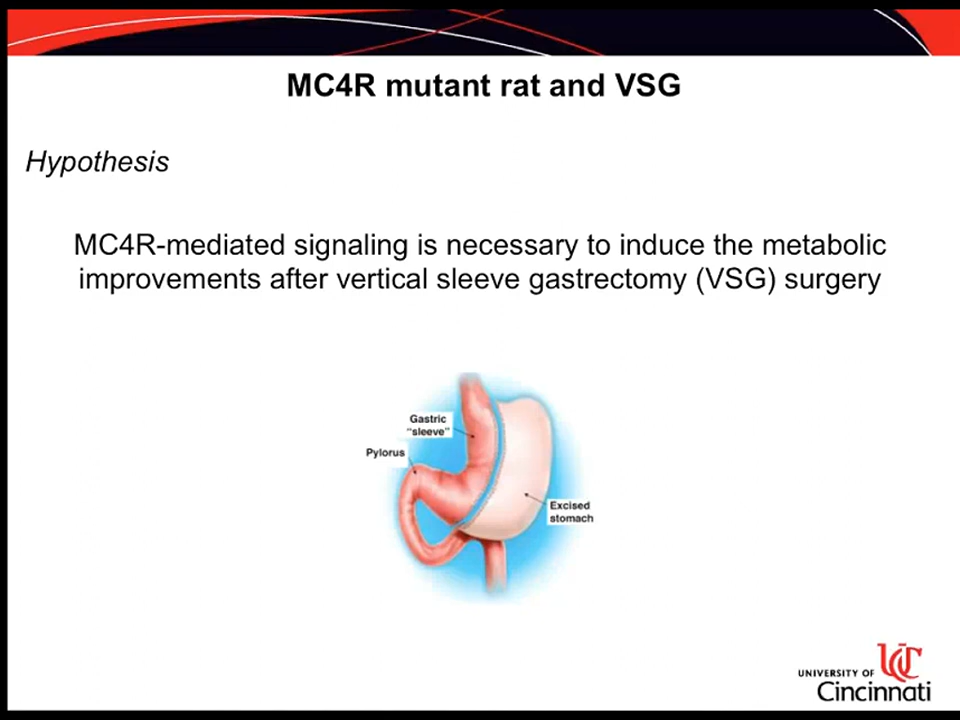 MC4R mutant rat and VSG
Hypothesis
MC4R-mediated signaling is necessary to induce the metabolic
improvements after vertical sleeve gastrectomy (VSG) surgery
Gastric
"sleeve"
Pylorus
Excised
stomach
UC
UNIVERSITY OF
Cincinnati